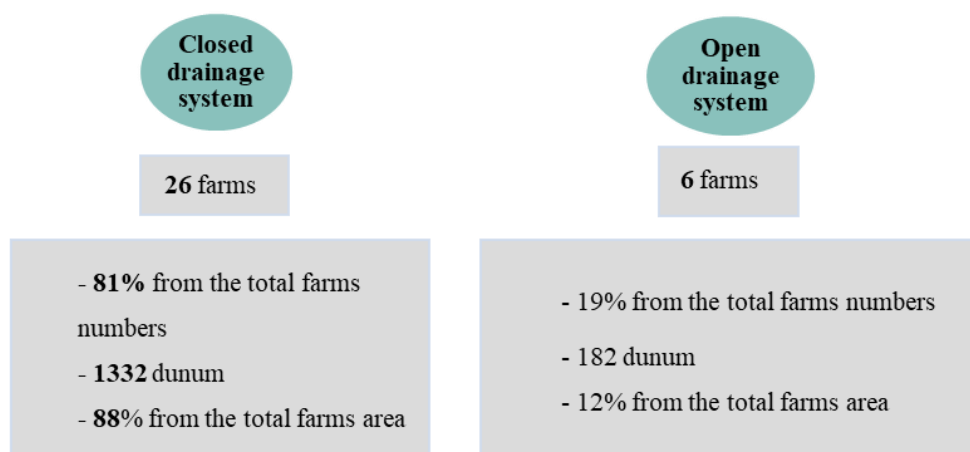 Closed
drainage
system
26 farms
- 81% from the total farms
numbers
- 1332 dunum
- 88% from the total farms area
Open
drainage
system
6 farms
- 19% from the total farms numbers
- 182 dunum
- 12% from the total farms area